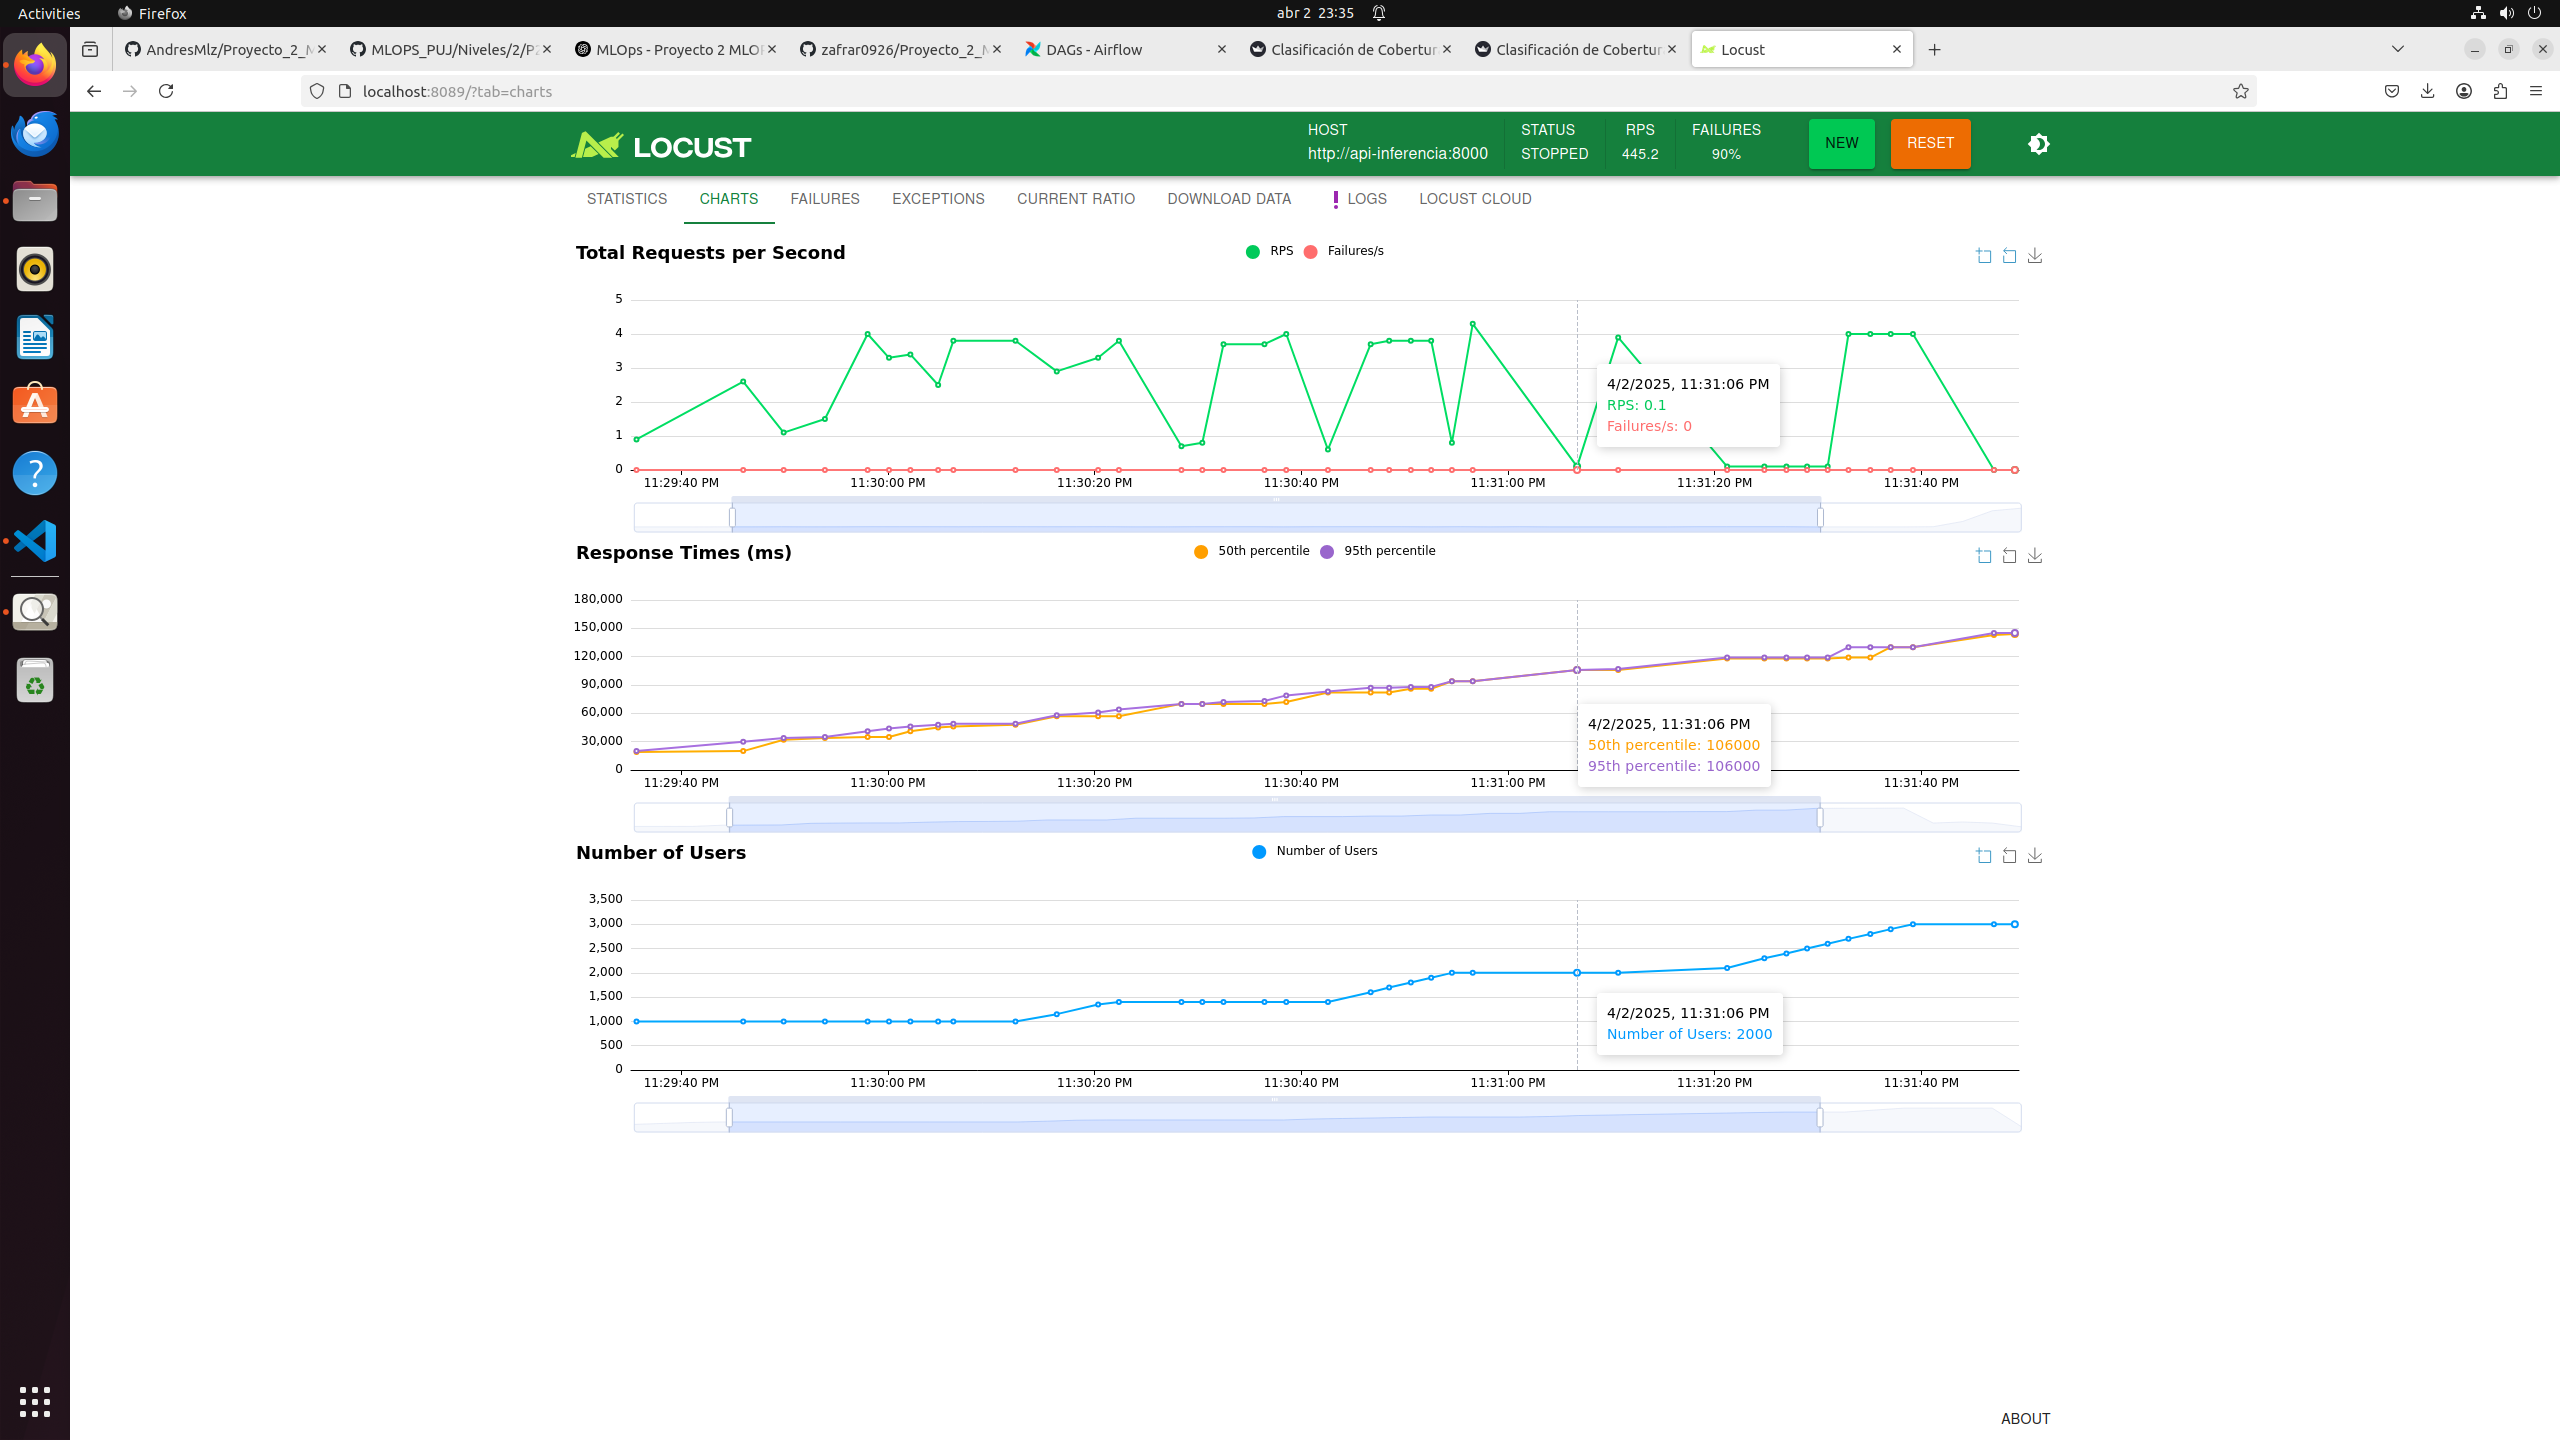 Activities Firefox abr 2 23:35
AndresMlz/Proyecto_2_M MLOPS_PUJ/Niveles/2/P2 MLOps - Proyecto 2 MLOP zafrar0926/Proyecto_2_M DAGs - Airflow Clasificación de Cobertur Clasificación de Cobertur Locust
localhost:8089/?tab=charts
LOCUST
HOST STATUS RPS FAILURES NEW RESET
http://api-inferencia:8000 STOPPED 445.2 90%
STATISTICS CHARTS FAILURES EXCEPTIONS CURRENT RATIO DOWNLOAD DATA LOGS LOCUST CLOUD
Total Requests per Second
RPS Failures/s
5
4
3
2
1
0
4/2/2025, 11:31:06 PM
RPS: 0.1
Failures/s: 0
11:29:40 PM 11:30:00 PM 11:30:20 PM 11:30:40 PM 11:31:00 PM 11:31:20 PM 11:31:40 PM
Response Times (ms)
50th percentile 95th percentile
180,000
150,000
120,000
90,000
60,000
30,000
0
4/2/2025, 11:31:06 PM
50th percentile: 106000
95th percentile: 106000
11:29:40 PM 11:30:00 PM 11:30:20 PM 11:30:40 PM 11:31:00 PM 11:31:40 PM
Number of Users
Number of Users
3,500
3,000
2,500
2,000
1,500
1,000
500
0
4/2/2025, 11:31:06 PM
Number of Users: 2000
11:29:40 PM 11:30:00 PM 11:30:20 PM 11:30:40 PM 11:31:00 PM 11:31:20 PM 11:31:40 PM
ABOUT